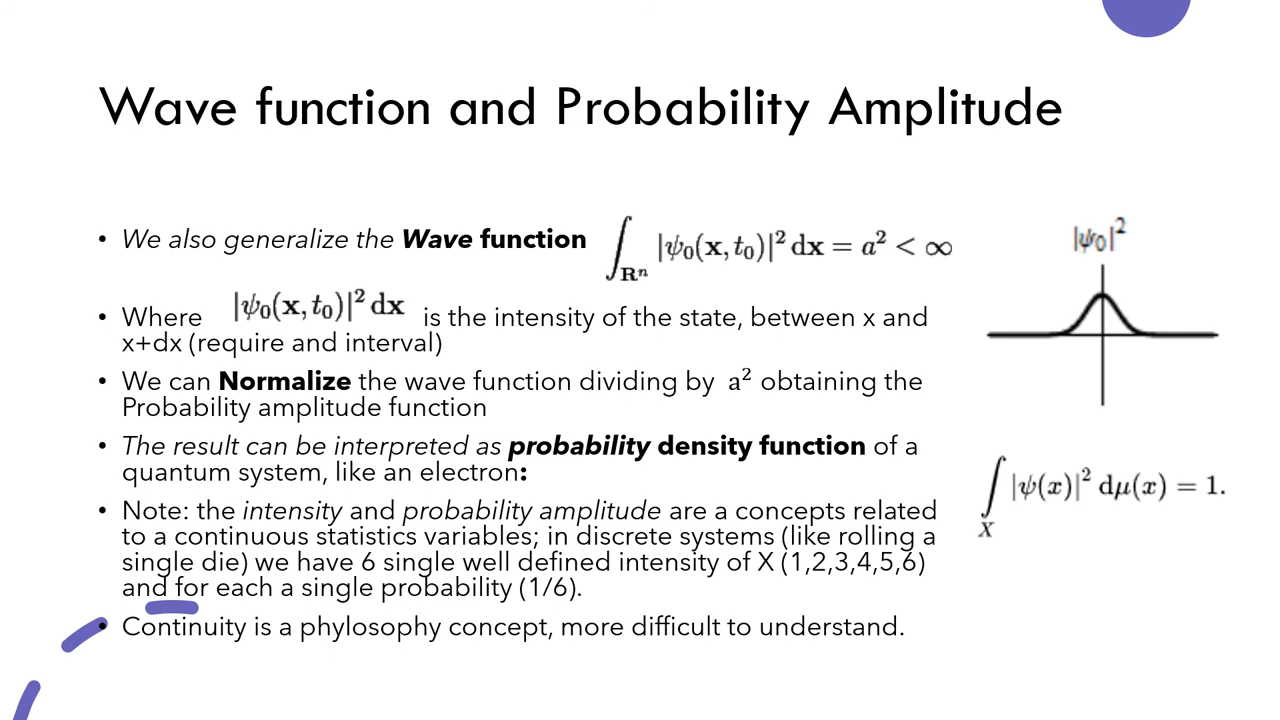 Wave function and Probability Amplitude
• We also generalize the Wave function ∫_{R^n} |ψ₀(x, t₀)|² dx = a² < ∞
• Where |ψ₀(x, t₀)|² dx is the intensity of the state, between x and
x+dx (require and interval)
• We can Normalize the wave function dividing by a² obtaining the
Probability amplitude function
• The result can be interpreted as probability density function of a
quantum system, like an electron:
• Note: the intensity and probability amplitude are a concepts related
to a continuous statistics variables; in discrete systems (like rolling a
single die) we have 6 single well defined intensity of X (1,2,3,4,5,6)
and for each a single probability (1/6).
• Continuity is a phylosophy concept, more difficult to understand.
|ψ₀|²
∫_X |ψ(x)|² dμ(x) = 1.